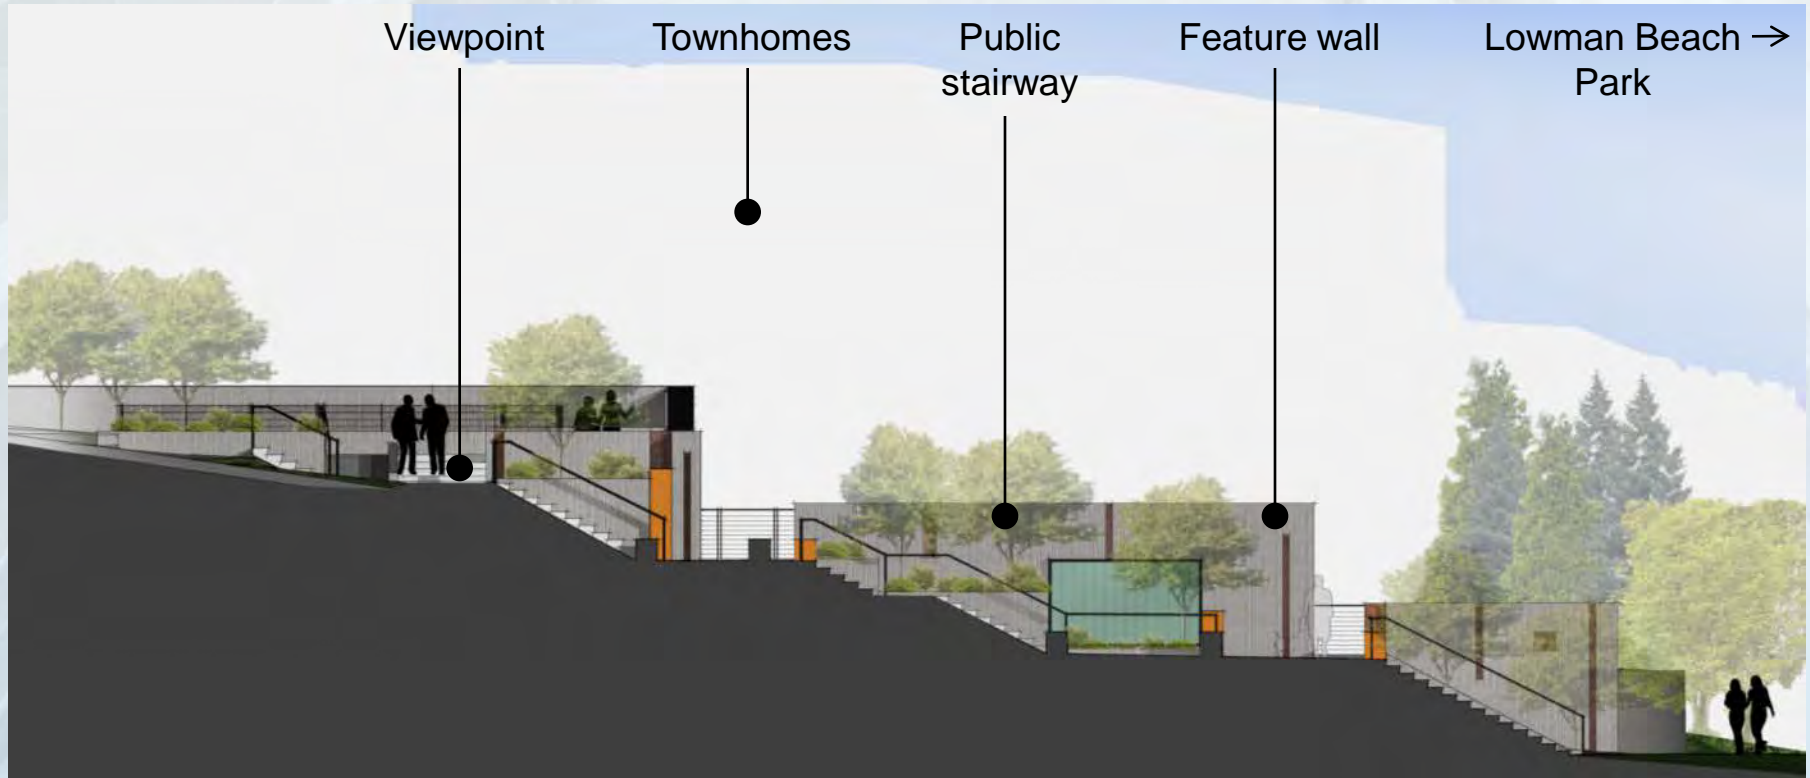 Viewpoint
Townhomes
Public
stairway
Feature wall
Lowman Beach →
Park